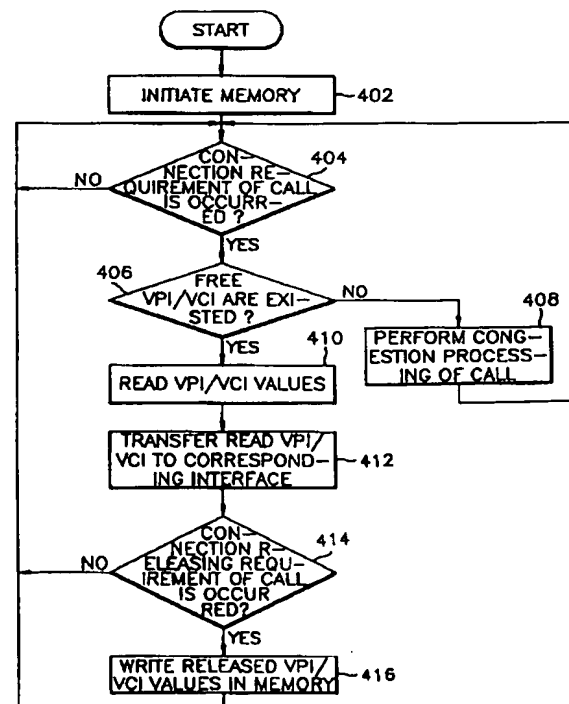 START
INITIATE MEMORY
402
CON-
NECTION RE-
QUIREMENT OF CALL
IS OCCURR-
ED ?
404
NO
YES
406
FREE
VPI/VCI ARE EXI-
STED ?
NO
YES
408
PERFORM CONG-
ESTION PROCESS-
ING OF CALL
410
READ VPI/VCI VALUES
TRANSFER READ VPI/
VCI TO CORRESPOND-
ING INTERFACE
412
CON-
NECTION R-
ELEASING REQU-
IREMENT OF CALL
IS OCCUR
RED?
414
NO
YES
WRITE RELEASED VPI/
VCI VALUES IN MEMORY
416